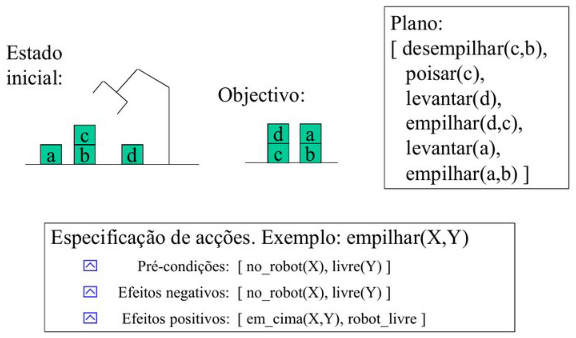 Estado
inicial:
c
a b d
Objectivo:
d a
c b
Plano:
[ desempilhar(c,b),
poisar(c),
levantar(d),
empilhar(d,c),
levantar(a),
empilhar(a,b) ]
Especificação de acções. Exemplo: empilhar(X,Y)
Pré-condições: [ no_robot(X), livre(Y) ]
Efeitos negativos: [ no_robot(X), livre(Y) ]
Efeitos positivos: [ em_cima(X,Y), robot_livre ]